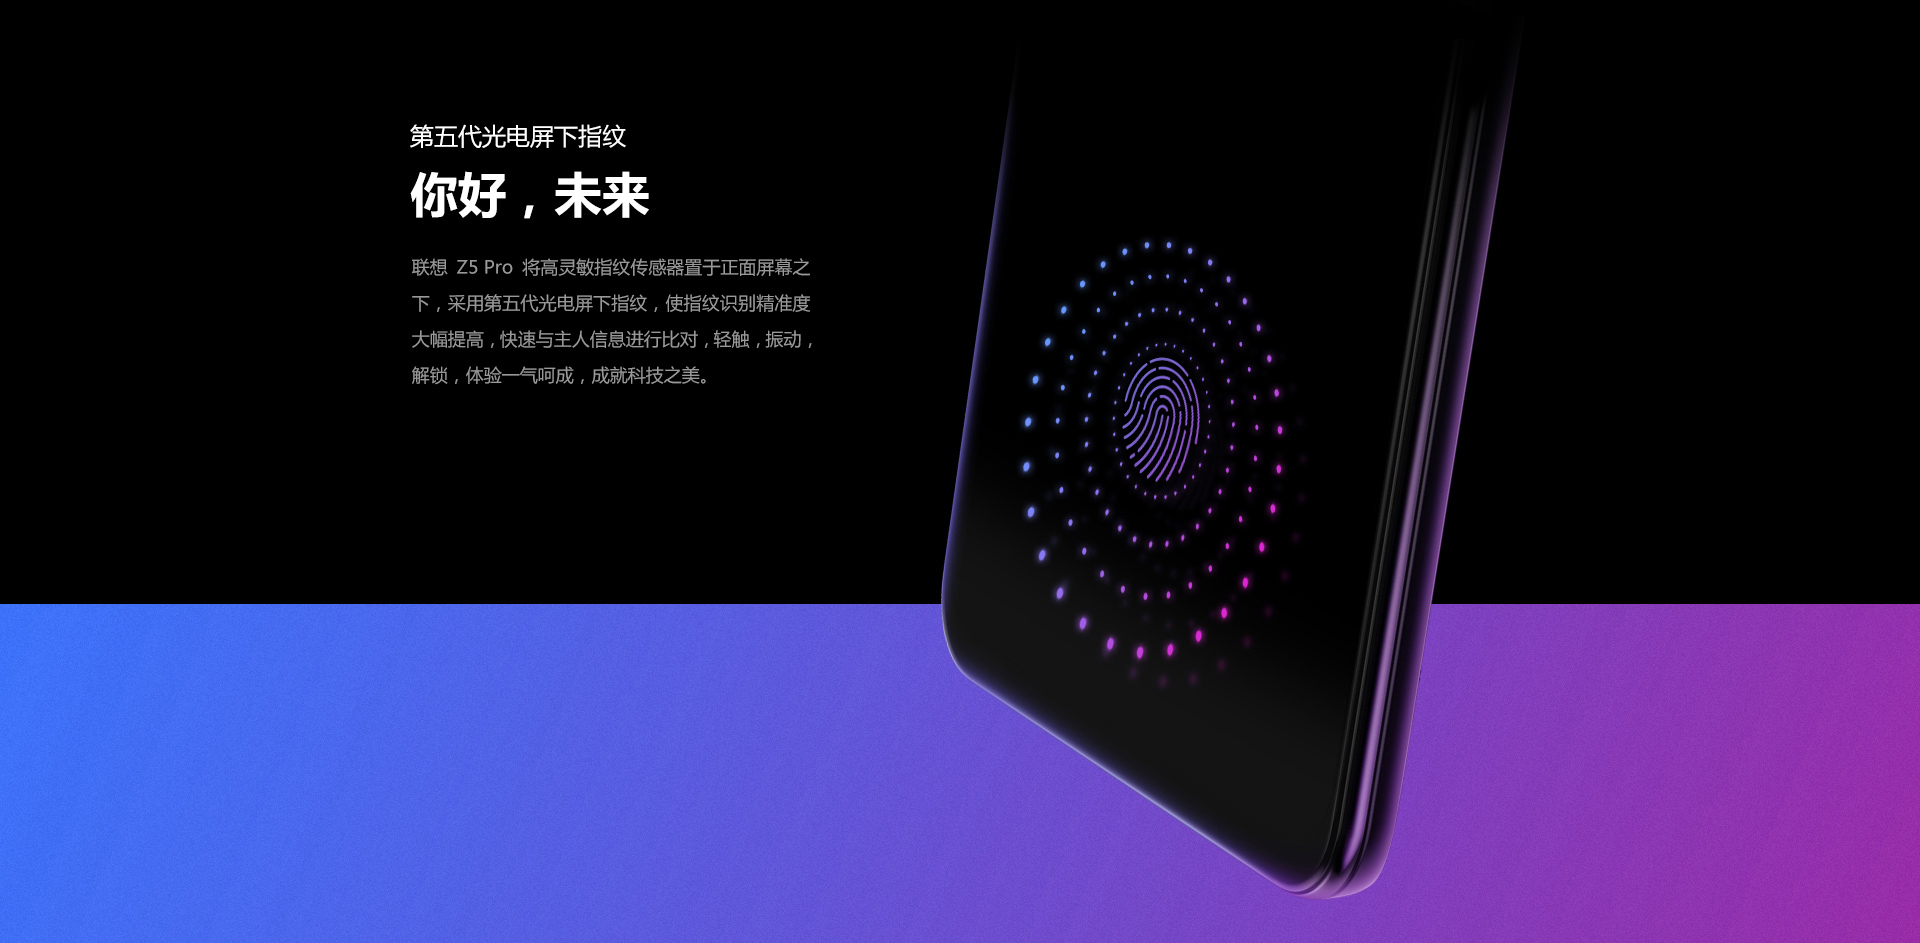 第五代光电屏下指纹
你好，未来
联想 Z5 Pro 将高灵敏指纹传感器置于正面屏幕之
下，采用第五代光电屏下指纹，使指纹识别精准度
大幅提高，快速与主人信息进行比对，轻触，振动，
解锁，体验一气呵成，成就科技之美。